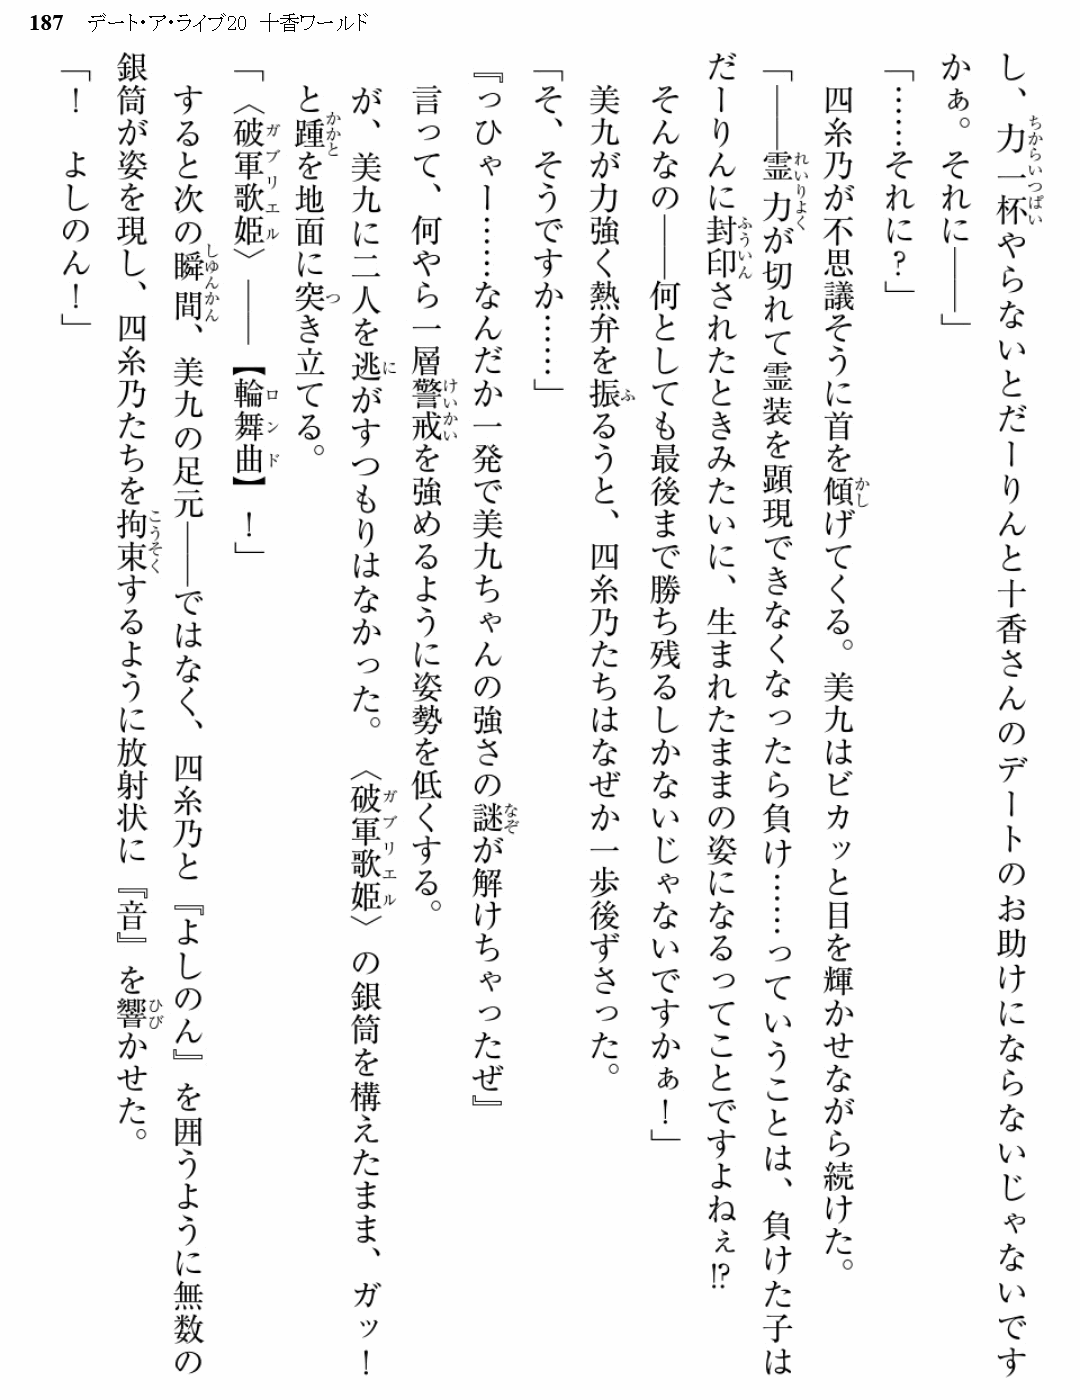 187 デート・ア・ライブ20 十香ワールド
し、力一杯やらないとだーりんと十香さんのデートのお助けにならないじゃないです
かぁ。それに――」
「……それに？」
四糸乃が不思議そうに首を傾げてくる。美九はビカッと目を輝かせながら続けた。
「――霊力が切れて霊装を顕現できなくなったら負け……っていうことは、負けた子は
だーりんに封印されたときみたいに、生まれたままの姿になるってことですよねぇ⁉
そんなの――何としても最後まで勝ち残るしかないじゃないですかぁ！」
美九が力強く熱弁を振るうと、四糸乃たちはなぜか一歩後ずさった。
「そ、そうですか……」
『っひゃー……なんだか一発で美九ちゃんの強さの謎が解けちゃったぜ』
言って、何やら一層警戒を強めるように姿勢を低くする。
が、美九に二人を逃がすつもりはなかった。〈破軍歌姫〉の銀筒を構えたまま、ガッ！
と踵を地面に突き立てる。
「〈破軍歌姫〉――【輪舞曲】！」
すると次の瞬間、美九の足元――ではなく、四糸乃と『よしのん』を囲うように無数の
銀筒が姿を現し、四糸乃たちを拘束するように放射状に『音』を響かせた。
「！　よしのん！」